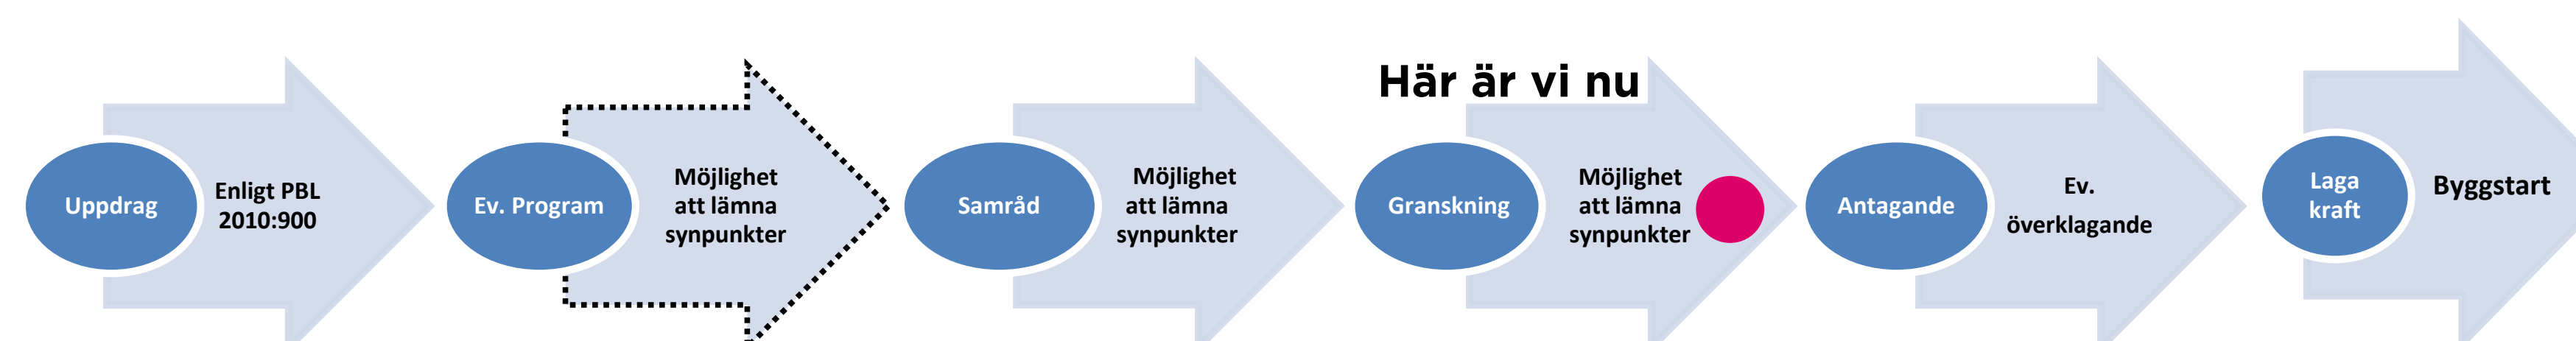 Här är vi nu
Uppdrag
Enligt PBL
2010:900
Ev. Program
Möjlighet
att lämna
synpunkter
Samråd
Möjlighet
att lämna
synpunkter
Granskning
Möjlighet
att lämna
synpunkter
Antagande
Ev.
överklagande
Laga
kraft
Byggstart